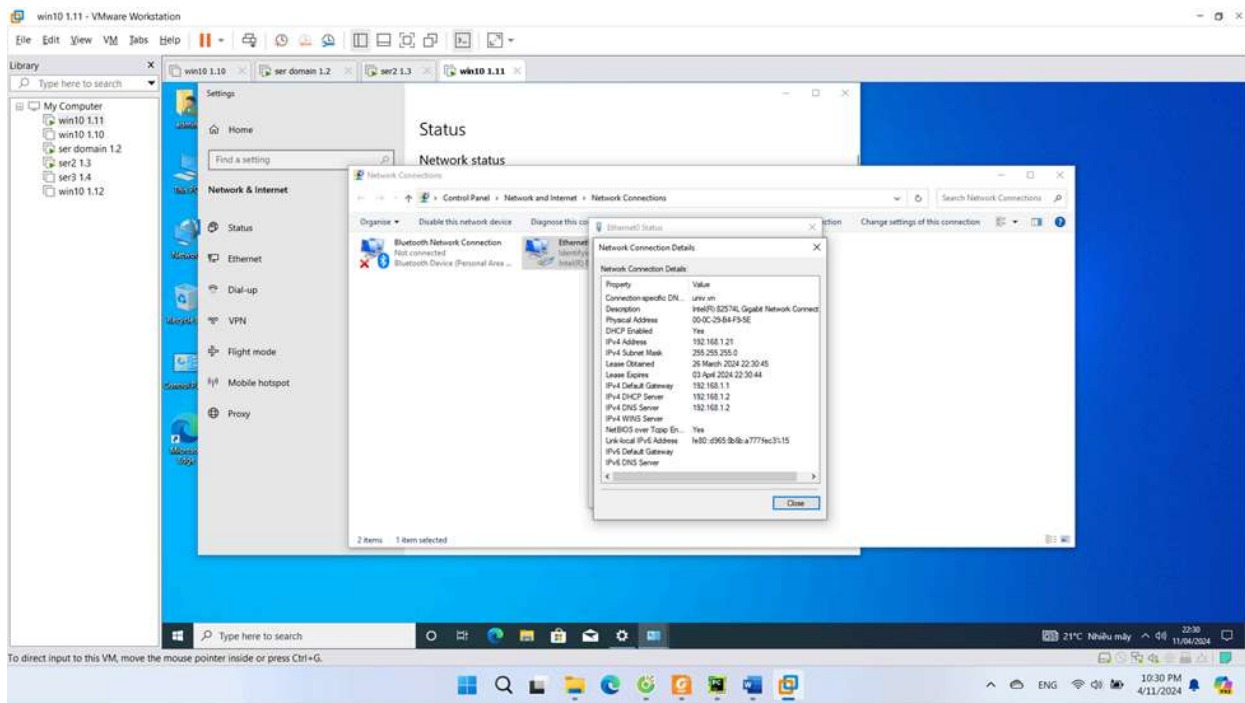 win10 1.11 - VMware Workstation
File Edit View VM Tabs Help
Library
Type here to search
My Computer
win10 1.11
win10 1.10
ser domain 1.2
ser2 1.3
ser3 1.4
win10 1.12
win10 1.10
ser domain 1.2
ser2 1.3
win10 1.11
Settings
Home
Find a setting
Network & Internet
Status
Ethernet
Dial-up
VPN
Flight mode
Mobile hotspot
Proxy
Status
Network status
Network Connections
Control Panel › Network and Internet › Network Connections
Search Network Connections
Organise
Disable this network device
Diagnose this
Change settings of this connection
Bluetooth Network Connection
Not connected
Bluetooth Device (Personal Area ...
Ethernet
Ethernet0 Status
Network Connection Details
Network Connection Details:
Property Value
Connection-specific DN... univ.vn
Description Intel(R) 82574L Gigabit Network Connect
Physical Address 00-0C-29-B4-F9-5E
DHCP Enabled Yes
IPv4 Address 192.168.1.21
IPv4 Subnet Mask 255.255.255.0
Lease Obtained 26 March 2024 22:30:45
Lease Expires 03 April 2024 22:30:44
IPv4 Default Gateway 192.168.1.1
IPv4 DHCP Server 192.168.1.2
IPv4 DNS Server 192.168.1.2
IPv4 WINS Server
NetBIOS over Tcpip En... Yes
Link-local IPv6 Address
IPv6 Default Gateway
IPv6 DNS Server
Close
2 items 1 item selected
Type here to search
21°C Nhiều mây
22:30
11/04/2024
To direct input to this VM, move the mouse pointer inside or press Ctrl+G.
ENG
10:30 PM
4/11/2024